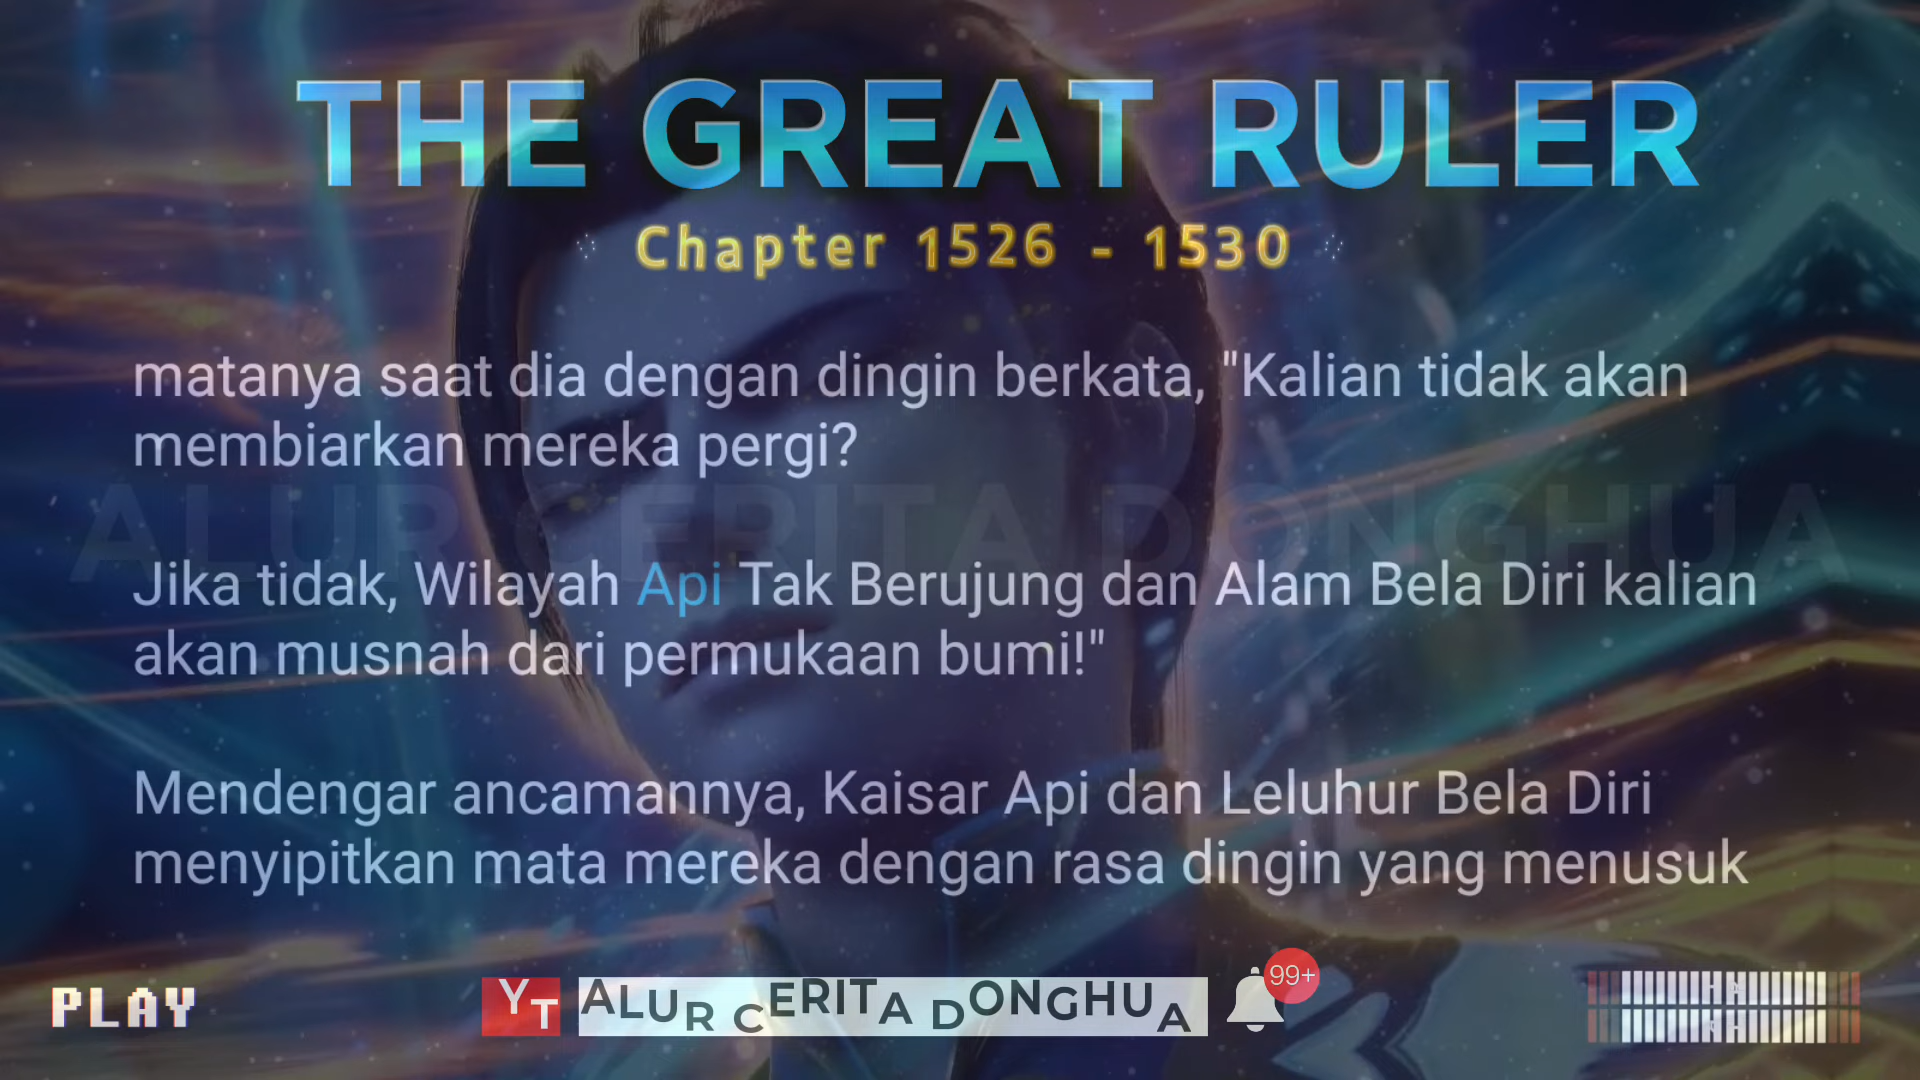 THE GREAT RULER
Chapter 1526 - 1530
matanya saat dia dengan dingin berkata, "Kalian tidak akan
membiarkan mereka pergi?
ALUR CERITA DONGHUA
Jika tidak, Wilayah Api Tak Berujung dan Alam Bela Diri kalian
akan musnah dari permukaan bumi!"
Mendengar ancamannya, Kaisar Api dan Leluhur Bela Diri
menyipitkan mata mereka dengan rasa dingin yang menusuk
PLAY
YT ALUR CERITA DONGHUA 99+